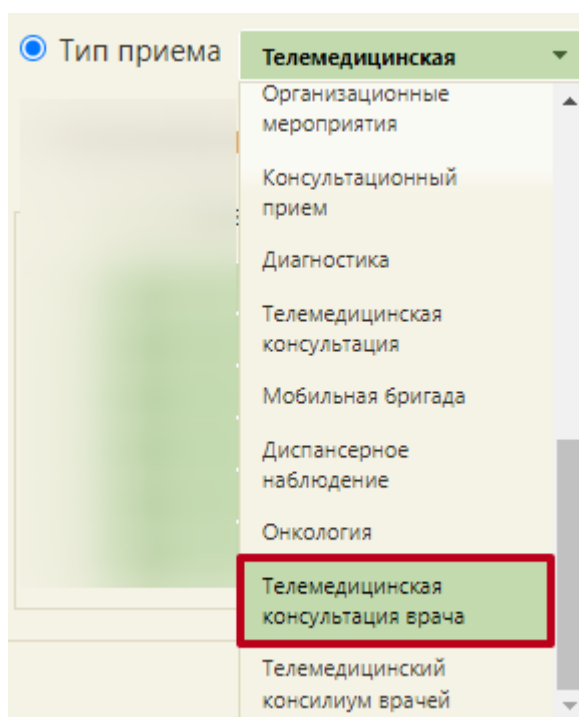 Тип приема
Телемедицинская
Организационные
мероприятия
Консультационный
прием
Диагностика
Телемедицинская
консультация
Мобильная бригада
Диспансерное
наблюдение
Онкология
Телемедицинская
консультация врача
Телемедицинский
консилиум врачей